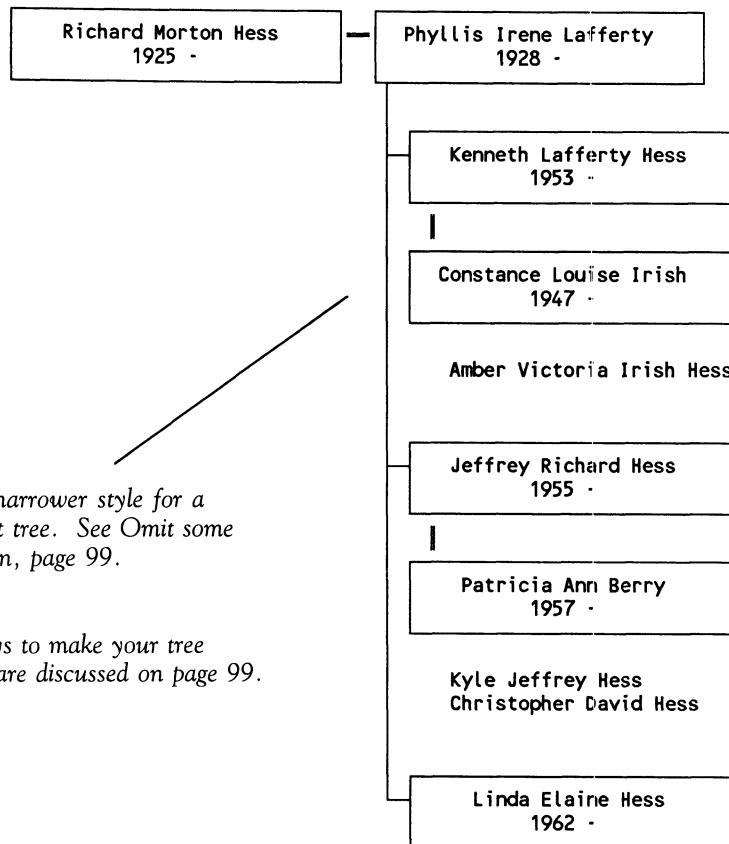 Richard Morton Hess
1925 -
Phyllis Irene Lafferty
1928 -
Kenneth Lafferty Hess
1953 -
Constance Louise Irish
1947 -
Amber Victoria Irish Hess
Jeffrey Richard Hess
1955 -
narrower style for a
t tree. See Omit some
n, page 99.
Patricia Ann Berry
1957 -
s to make your tree
are discussed on page 99.
Kyle Jeffrey Hess
Christopher David Hess
Linda Elaine Hess
1962 -